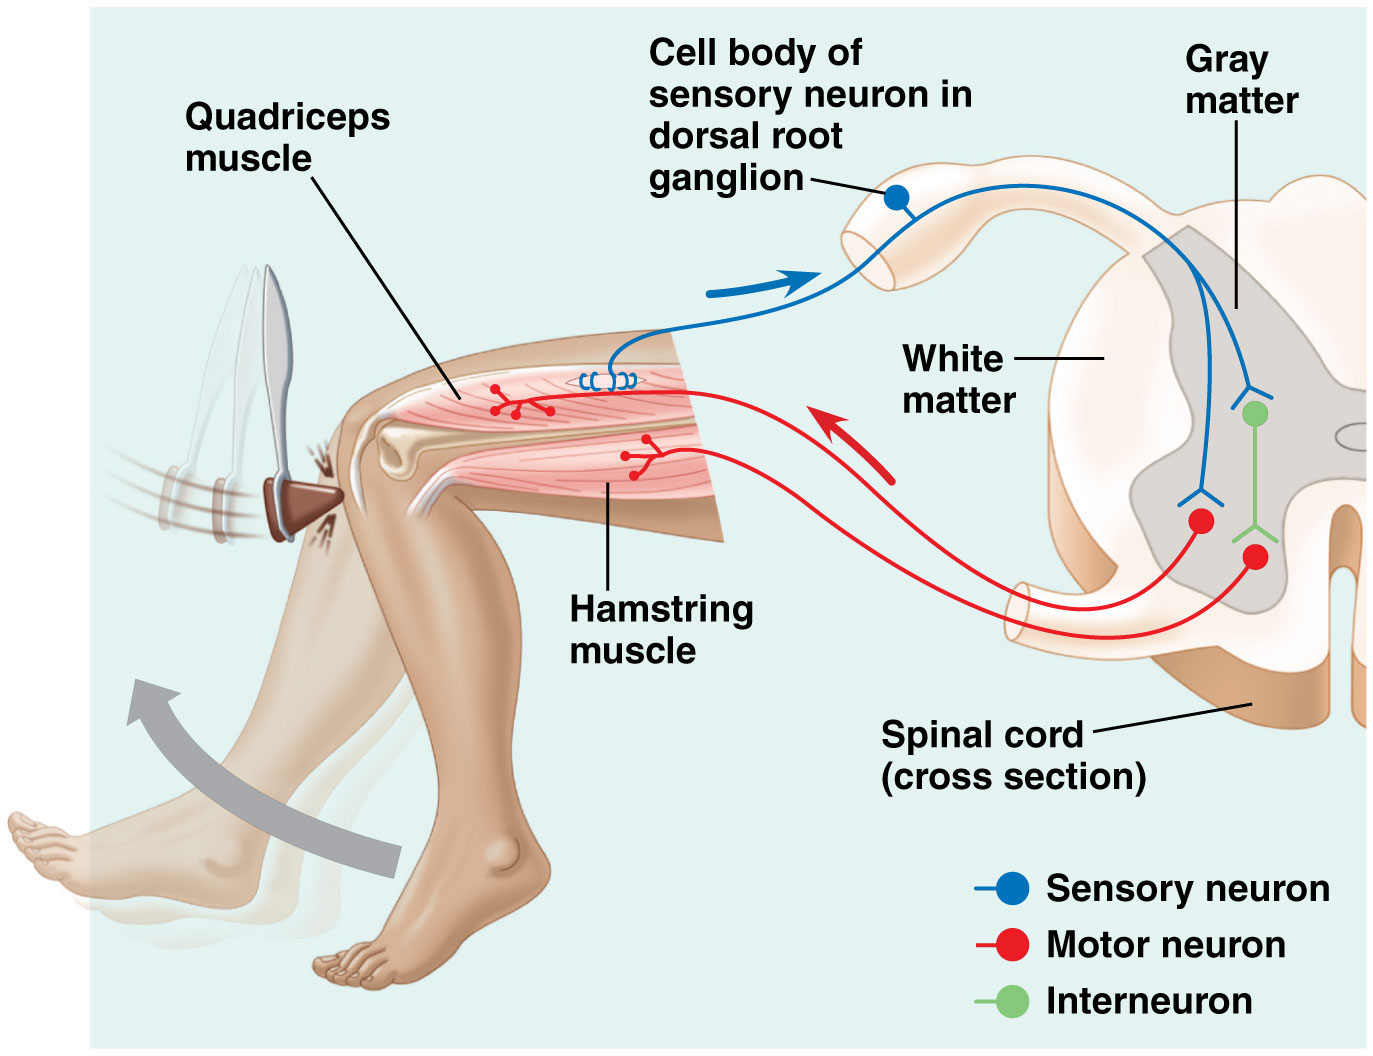 Cell body of
sensory neuron in
dorsal root
ganglion
Gray
matter
Quadriceps
muscle
White
matter
Hamstring
muscle
Spinal cord
(cross section)
Sensory neuron
Motor neuron
Interneuron